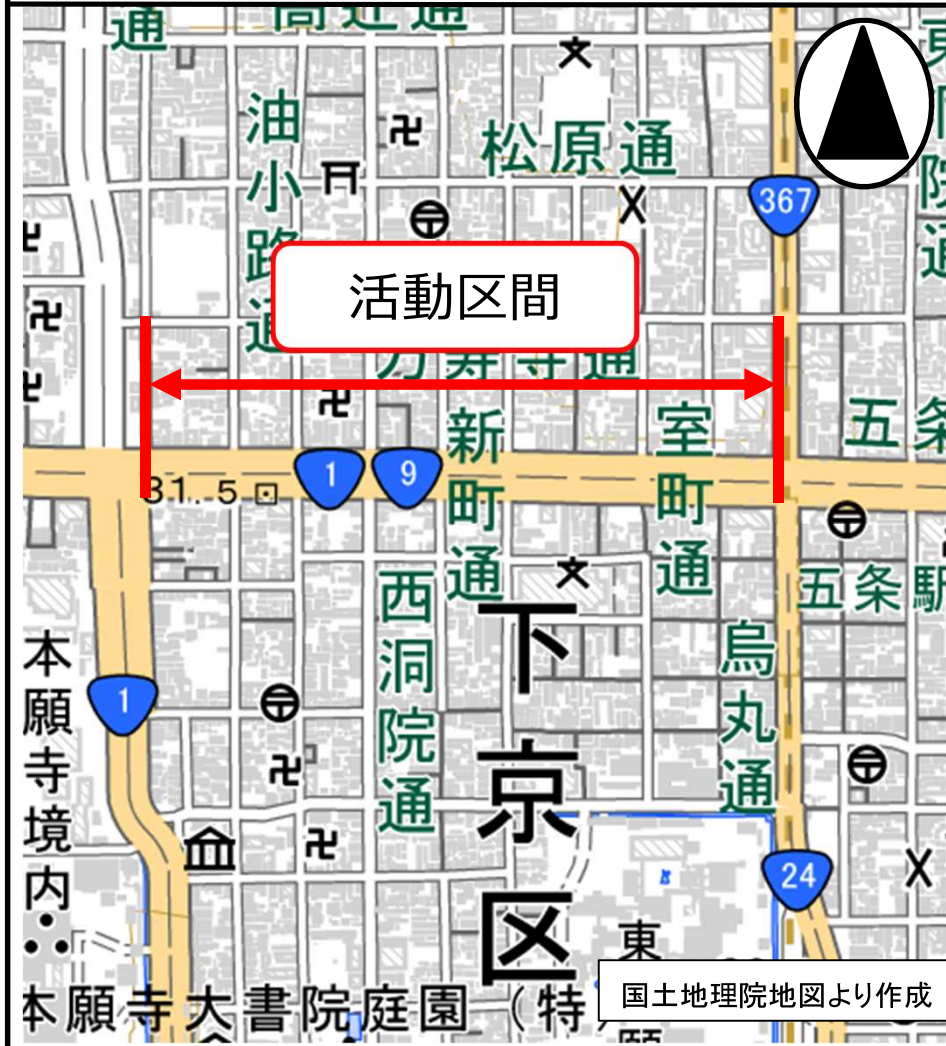 通
高辻通
油小路通
松原通
367
活動区間
万寿寺通
新町通
室町通
五条
1
9
31.5
西洞院通
五条駅
下京区
烏丸通
本願寺境内
1
24
東
国土地理院地図より作成
本願寺大書院庭園(特